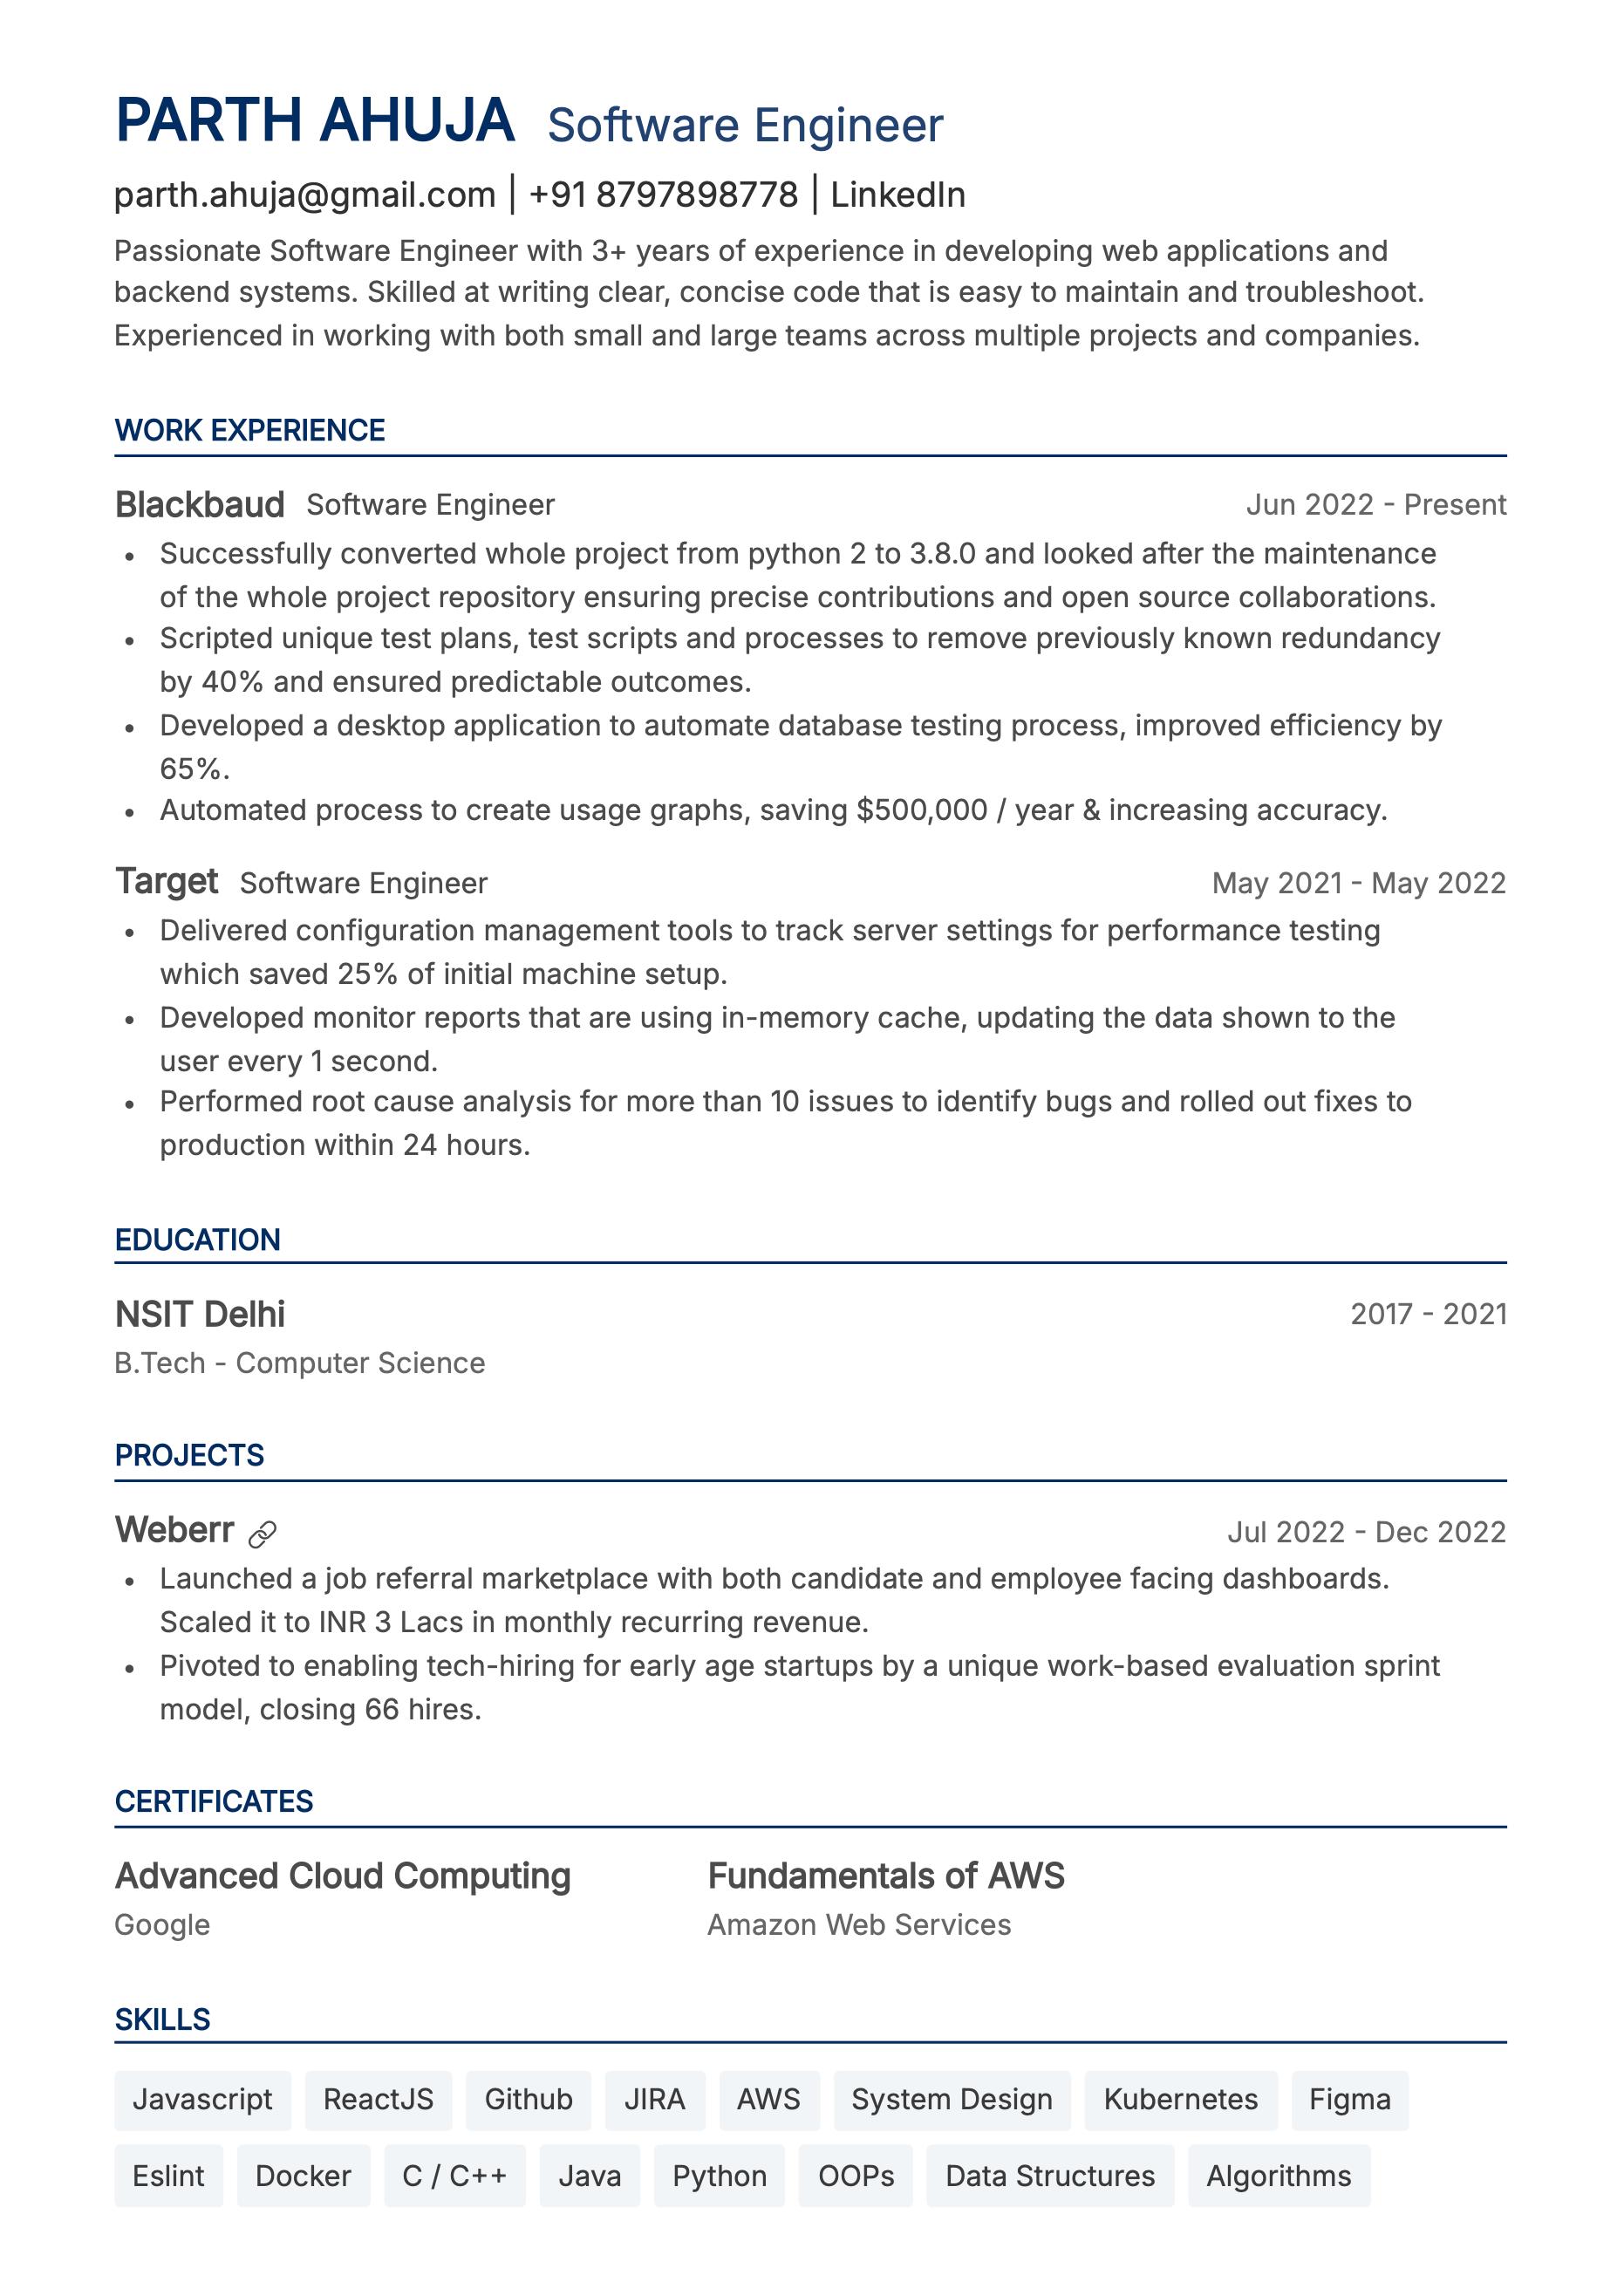 PARTH AHUJA Software Engineer
parth.ahuja@gmail.com | +91 8797898778 | LinkedIn
Passionate Software Engineer with 3+ years of experience in developing web applications and
backend systems. Skilled at writing clear, concise code that is easy to maintain and troubleshoot.
Experienced in working with both small and large teams across multiple projects and companies.
WORK EXPERIENCE
Blackbaud Software Engineer Jun 2022 - Present
• Successfully converted whole project from python 2 to 3.8.0 and looked after the maintenance
of the whole project repository ensuring precise contributions and open source collaborations.
• Scripted unique test plans, test scripts and processes to remove previously known redundancy
by 40% and ensured predictable outcomes.
• Developed a desktop application to automate database testing process, improved efficiency by
65%.
• Automated process to create usage graphs, saving $500,000 / year & increasing accuracy.
Target Software Engineer May 2021 - May 2022
• Delivered configuration management tools to track server settings for performance testing
which saved 25% of initial machine setup.
• Developed monitor reports that are using in-memory cache, updating the data shown to the
user every 1 second.
• Performed root cause analysis for more than 10 issues to identify bugs and rolled out fixes to
production within 24 hours.
EDUCATION
NSIT Delhi 2017 - 2021
B.Tech - Computer Science
PROJECTS
Weberr Jul 2022 - Dec 2022
• Launched a job referral marketplace with both candidate and employee facing dashboards.
Scaled it to INR 3 Lacs in monthly recurring revenue.
• Pivoted to enabling tech-hiring for early age startups by a unique work-based evaluation sprint
model, closing 66 hires.
CERTIFICATES
Advanced Cloud Computing Fundamentals of AWS
Google Amazon Web Services
SKILLS
Javascript ReactJS Github JIRA AWS System Design Kubernetes Figma
Eslint Docker C / C++ Java Python OOPs Data Structures Algorithms